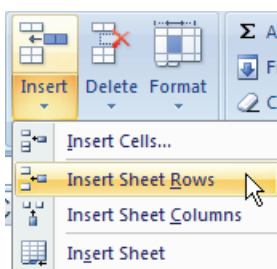 Σ A
F
Insert Delete Format
C
Insert Cells...
Insert Sheet Rows
Insert Sheet Columns
Insert Sheet